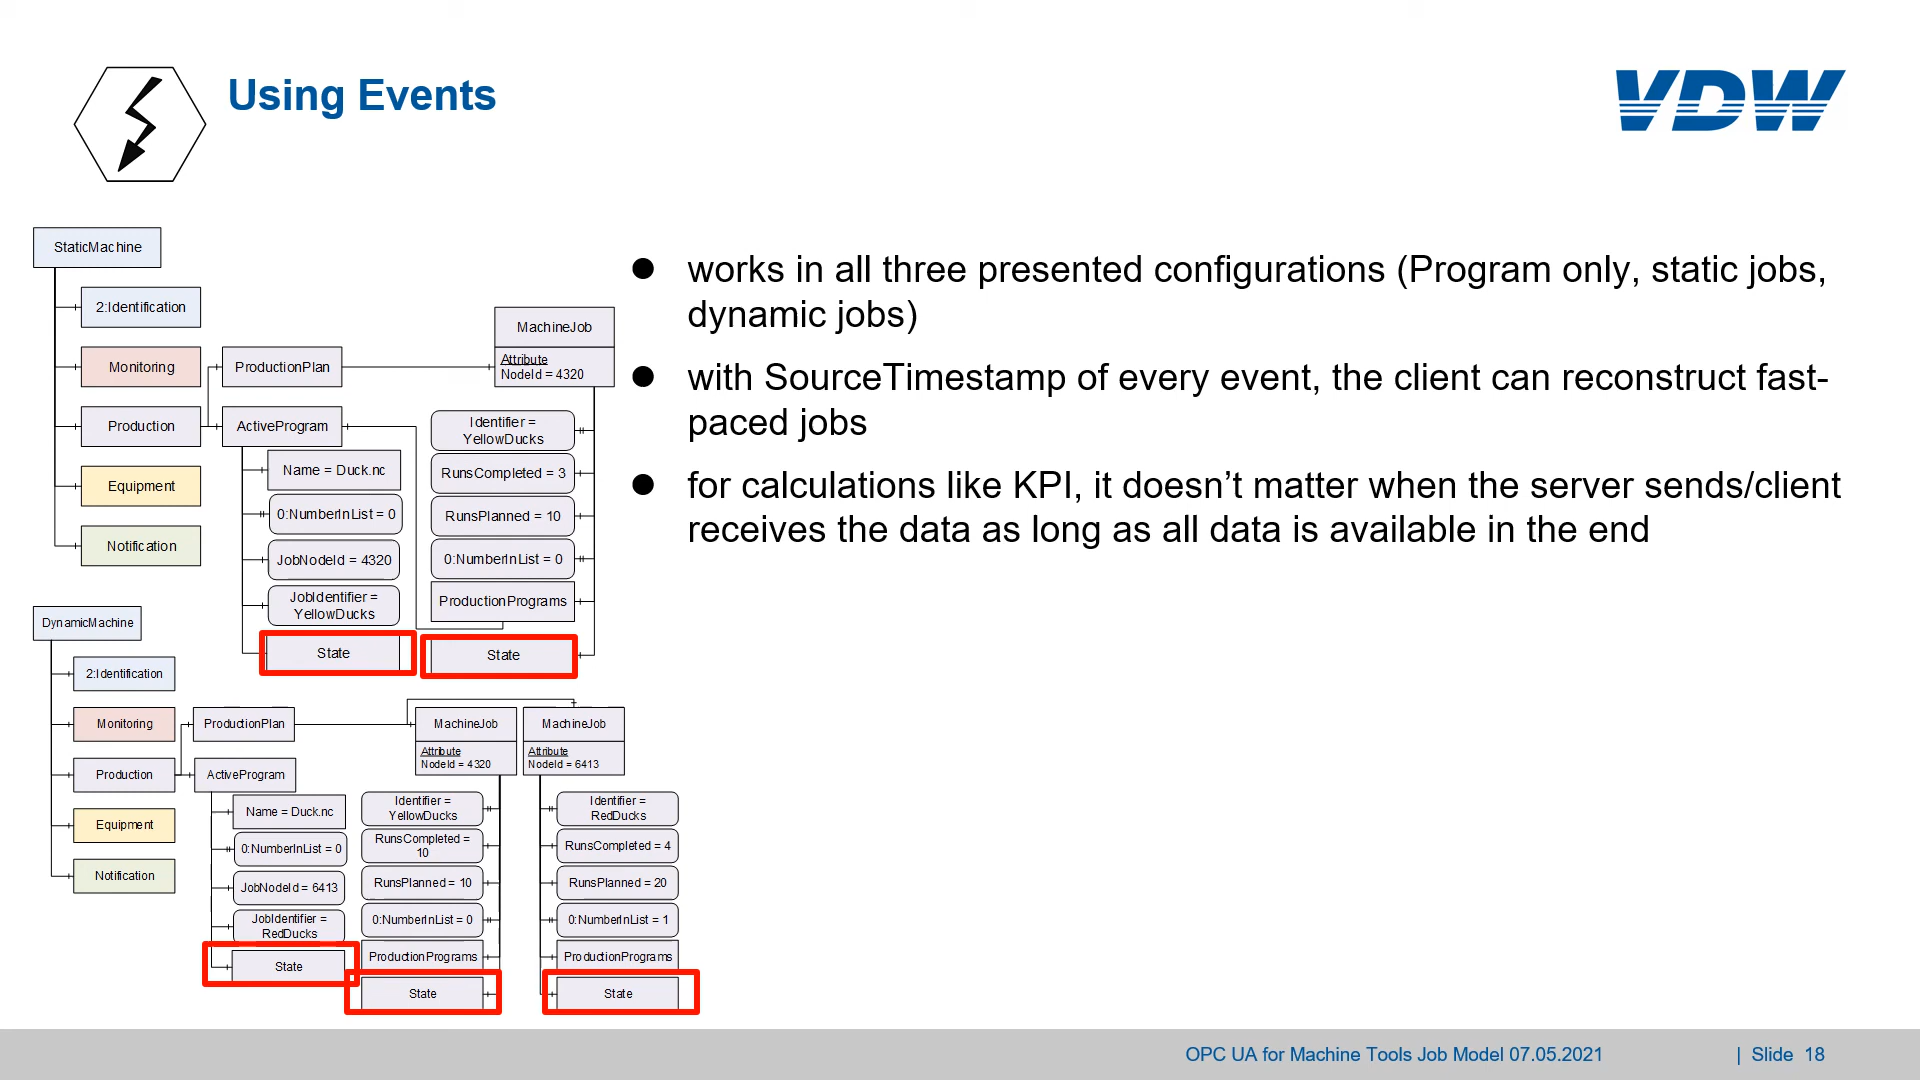 Using Events
VDW
works in all three presented configurations (Program only, static jobs,
dynamic jobs)
with SourceTimestamp of every event, the client can reconstruct fast-
paced jobs
for calculations like KPI, it doesn’t matter when the server sends/client
receives the data as long as all data is available in the end
StaticMachine
2:Identification
Monitoring
Production
Equipment
Notification
ProductionPlan
ActiveProgram
Name = Duck.nc
0:NumberInList = 0
JobNodeId = 4320
JobIdentifier =
YellowDucks
State
MachineJob
Attribute
NodeId = 4320
Identifier =
YellowDucks
RunsCompleted = 3
RunsPlanned = 10
0:NumberInList = 0
ProductionPrograms
State
DynamicMachine
2:Identification
Monitoring
Production
Equipment
Notification
ProductionPlan
ActiveProgram
Name = Duck.nc
0:NumberInList = 0
JobNodeId = 6413
JobIdentifier =
RedDucks
State
MachineJob
Attribute
NodeId = 4320
Identifier =
YellowDucks
RunsCompleted =
10
RunsPlanned = 10
0:NumberInList = 0
ProductionPrograms
State
MachineJob
Attribute
NodeId = 6413
Identifier =
RedDucks
RunsCompleted = 4
RunsPlanned = 20
0:NumberInList = 1
ProductionPrograms
State
OPC UA for Machine Tools Job Model 07.05.2021 | Slide 18